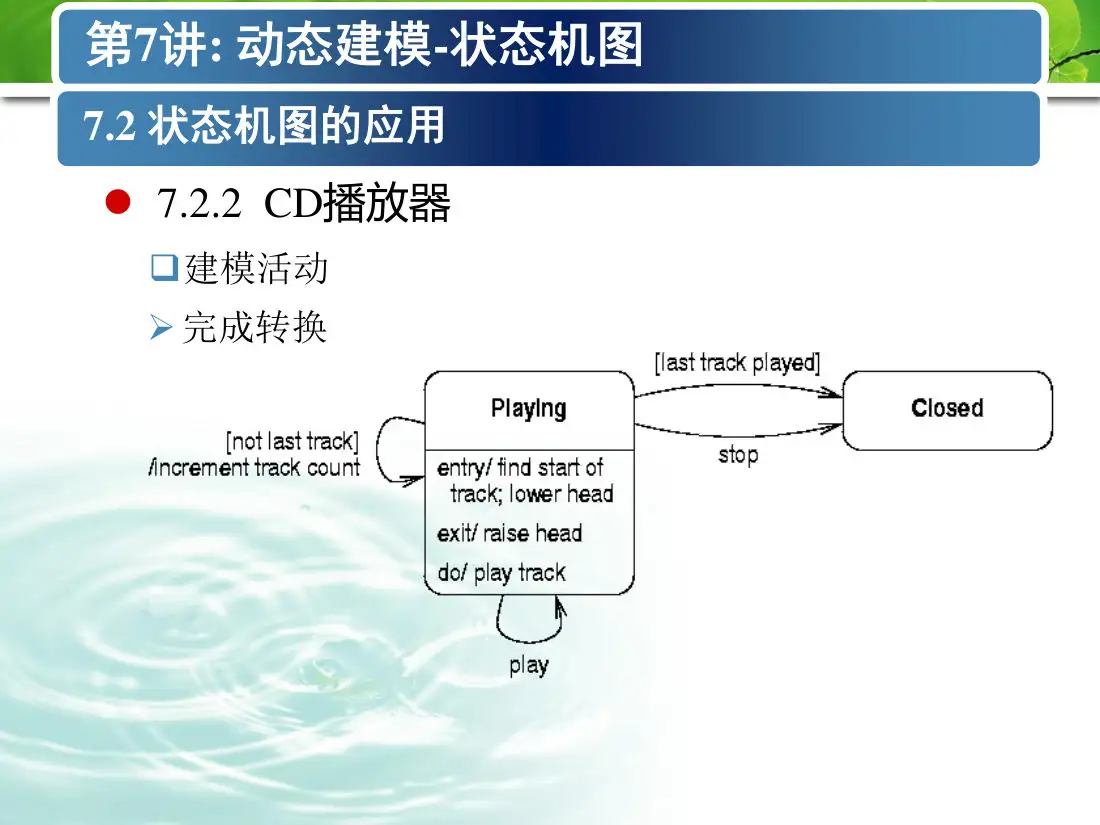 第7讲: 动态建模-状态机图
7.2 状态机图的应用
7.2.2 CD播放器
建模活动
完成转换
[last track played]
Playing
Closed
[not last track]
/increment track count
stop
entry/ find start of
track; lower head
exit/ raise head
do/ play track
play